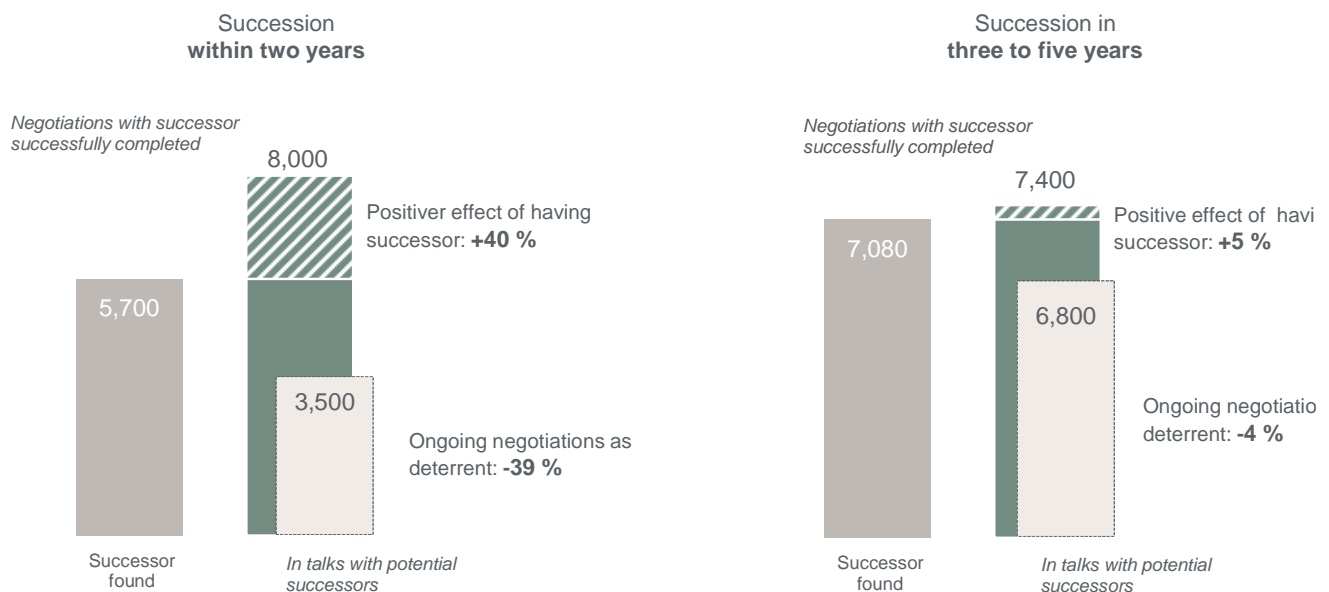 Succession
within two years
Negotiations with successor
successfully completed
8,000
Positiver effect of having
successor: +40 %
5,700
3,500
Ongoing negotiations as
deterrent: -39 %
Successor
found
In talks with potential
successors
Succession in
three to five years
Negotiations with successor
successfully completed
7,400
Positive effect of havi
successor: +5 %
7,080
6,800
Ongoing negotiatio
deterrent: -4 %
Successor
found
In talks with potential
successors